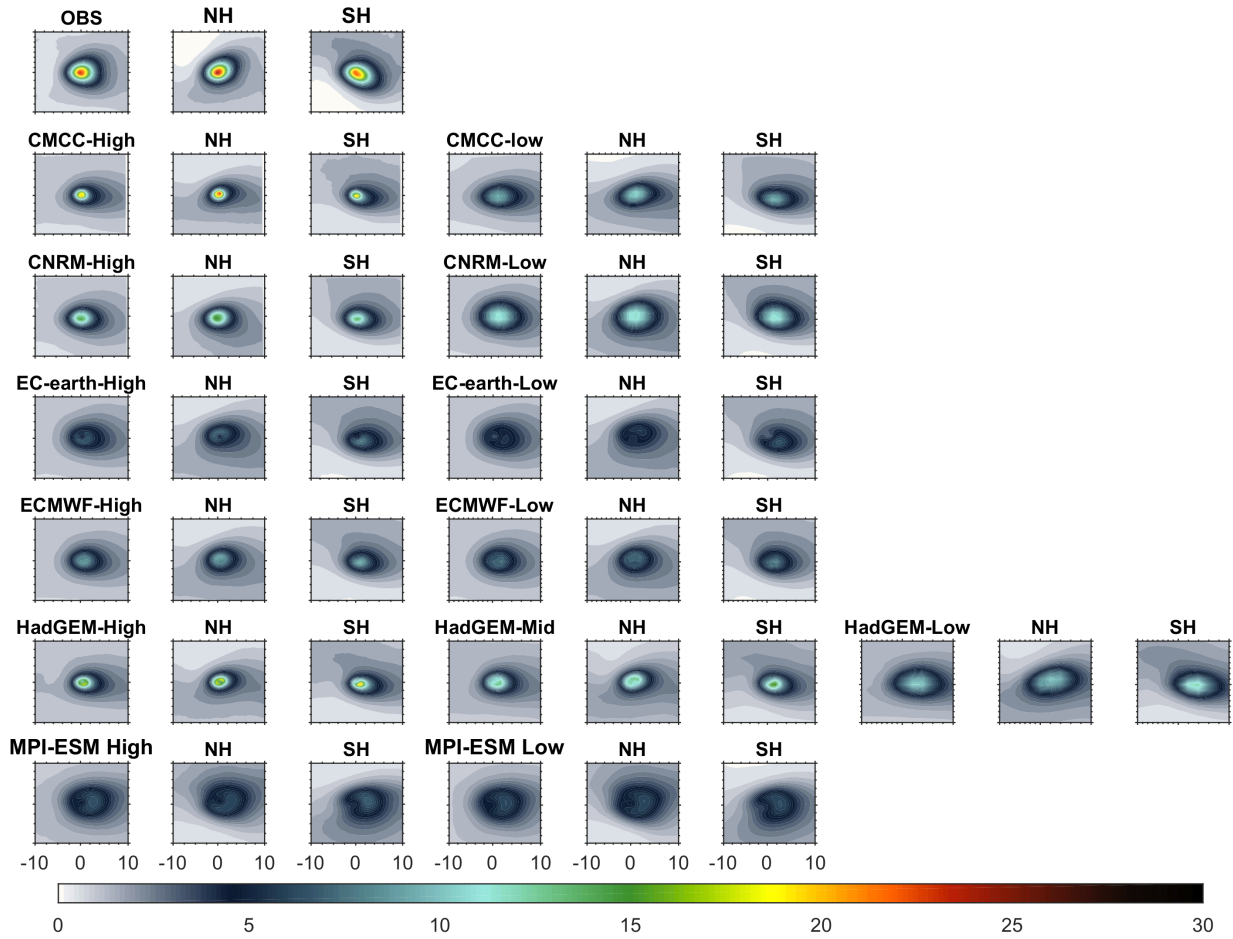 OBS NH SH
CMCC-High NH SH CMCC-low NH SH
CNRM-High NH SH CNRM-Low NH SH
EC-earth-High NH SH EC-earth-Low NH SH
ECMWF-High NH SH ECMWF-Low NH SH
HadGEM-High NH SH HadGEM-Mid NH SH HadGEM-Low NH SH
MPI-ESM High NH SH MPI-ESM Low NH SH
-10 0 10 -10 0 10 -10 0 10 -10 0 10 -10 0 10 -10 0 10
0 5 10 15 20 25 30